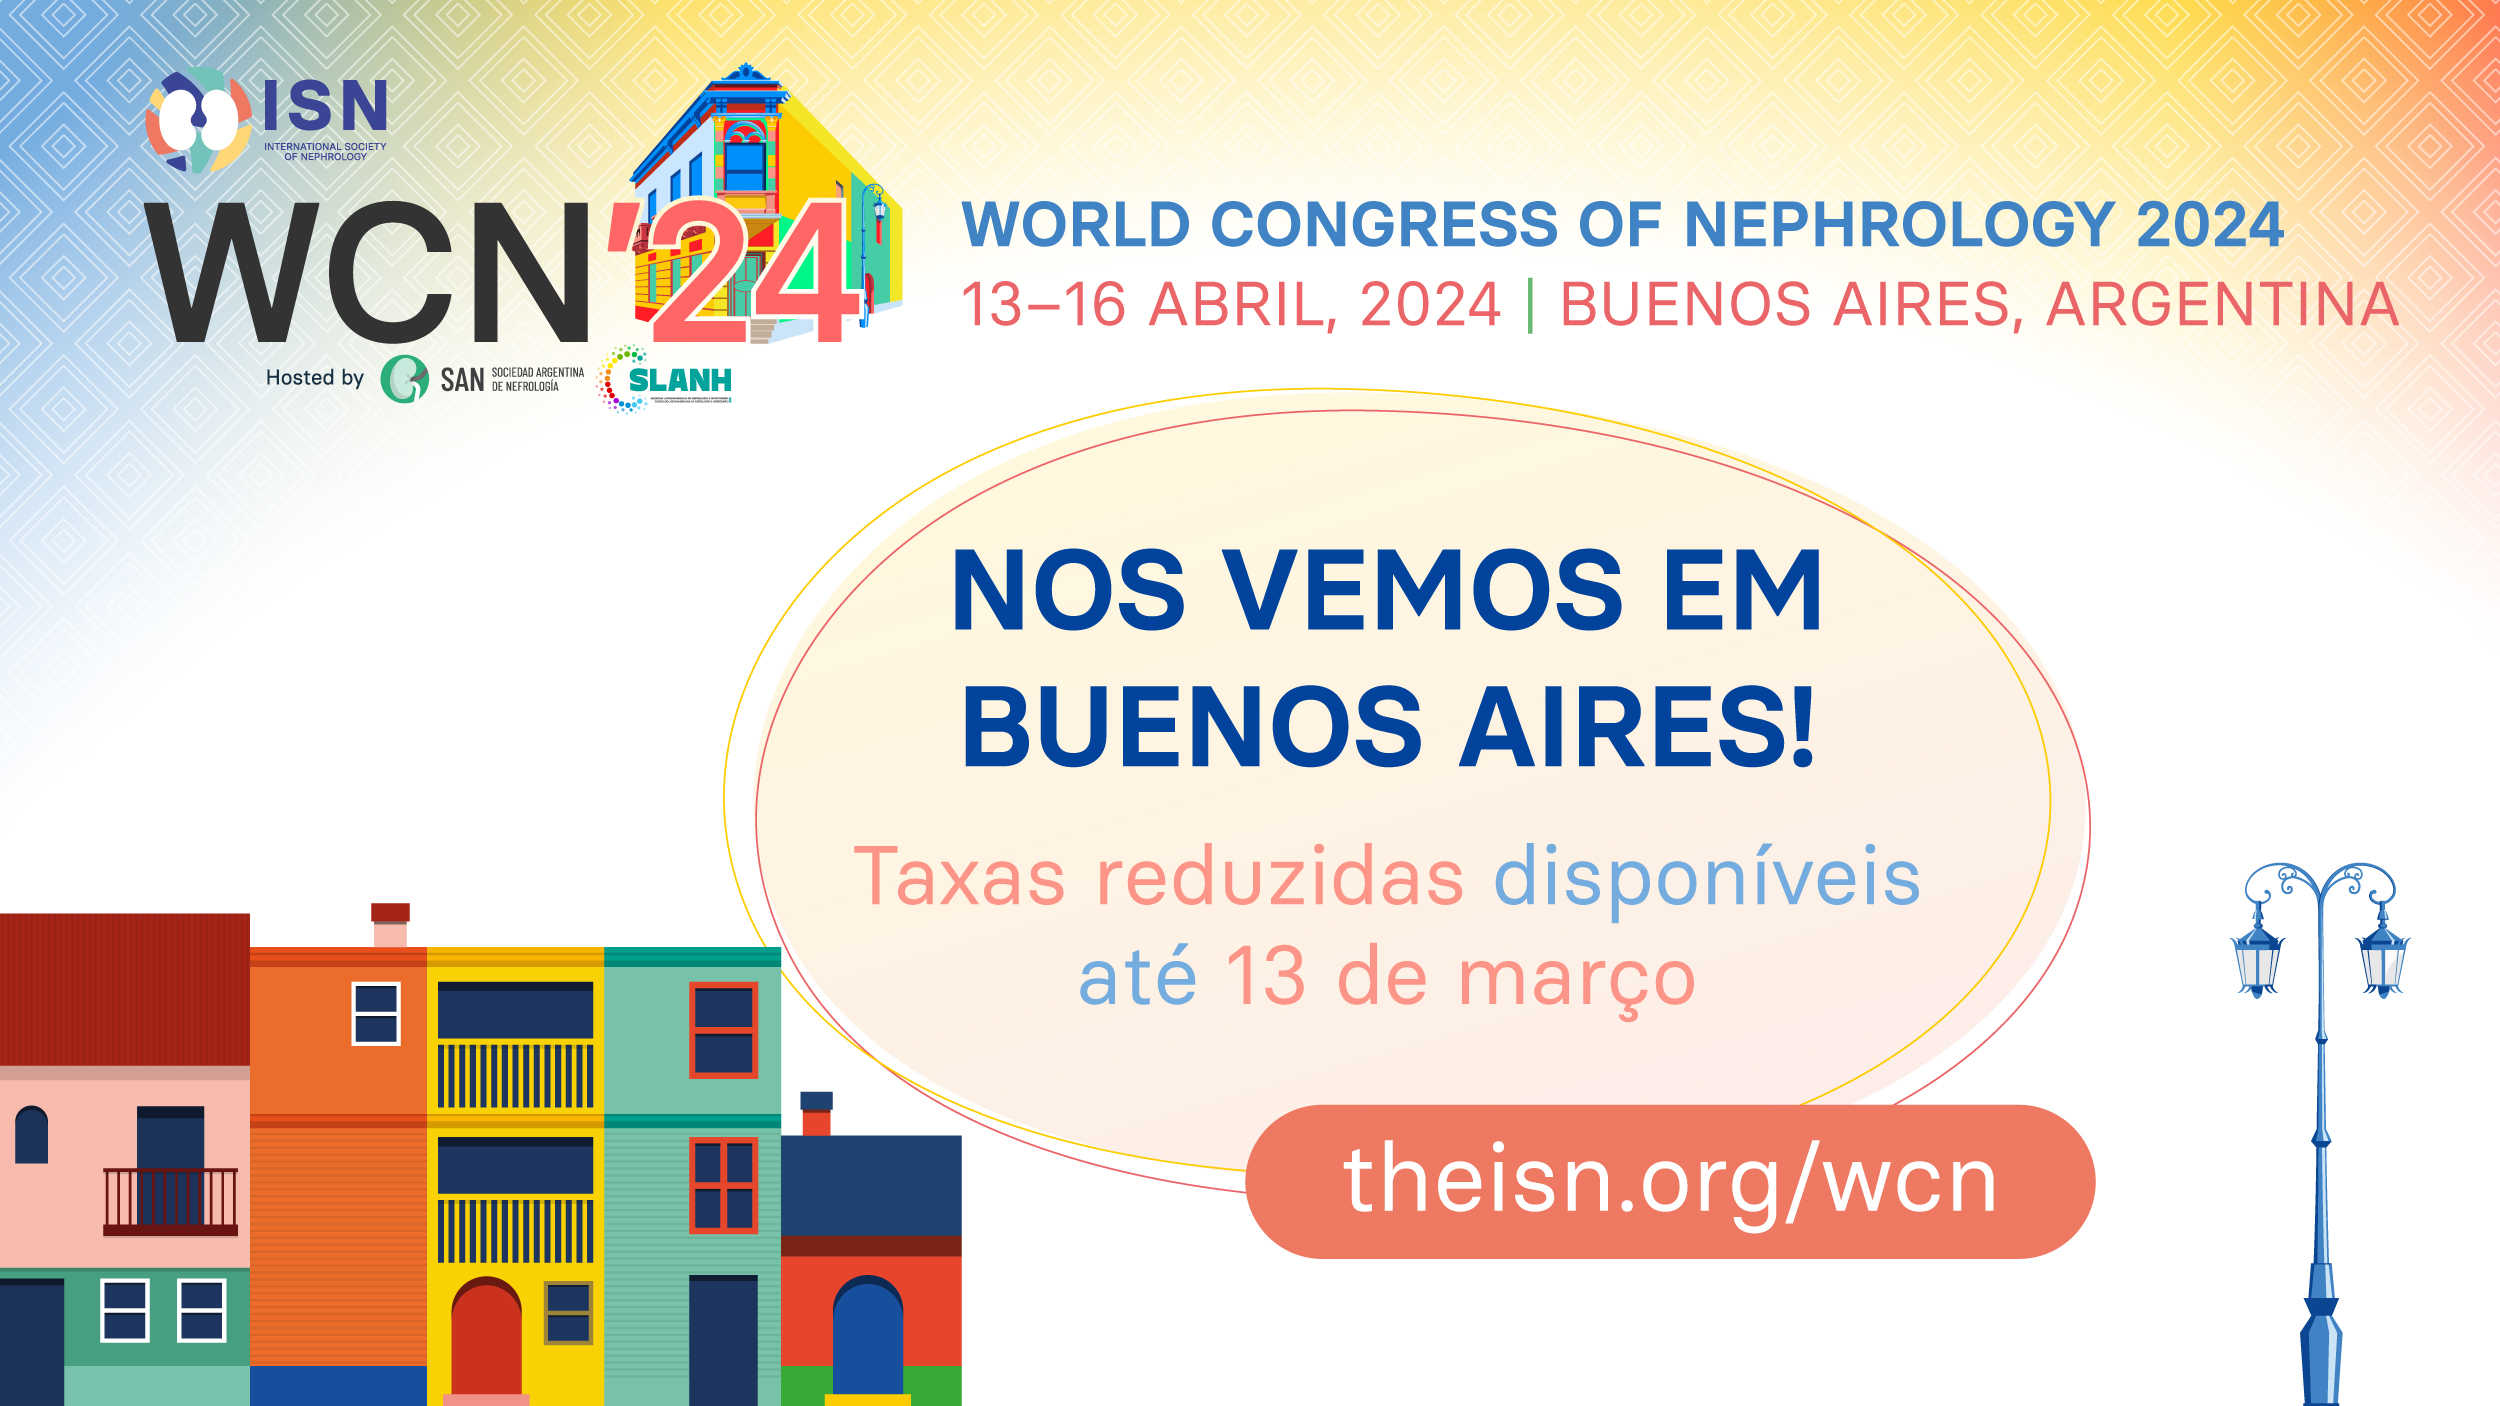 ISN
INTERNATIONAL SOCIETY
OF NEPHROLOGY
WCN'24
Hosted by
SAN
SOCIEDAD ARGENTINA
DE NEFROLOGÍA
SLANH
WORLD CONGRESS OF NEPHROLOGY 2024
13–16 ABRIL, 2024 | BUENOS AIRES, ARGENTINA
NOS VEMOS EM
BUENOS AIRES!
Taxas reduzidas disponíveis
até 13 de março
theisn.org/wcn